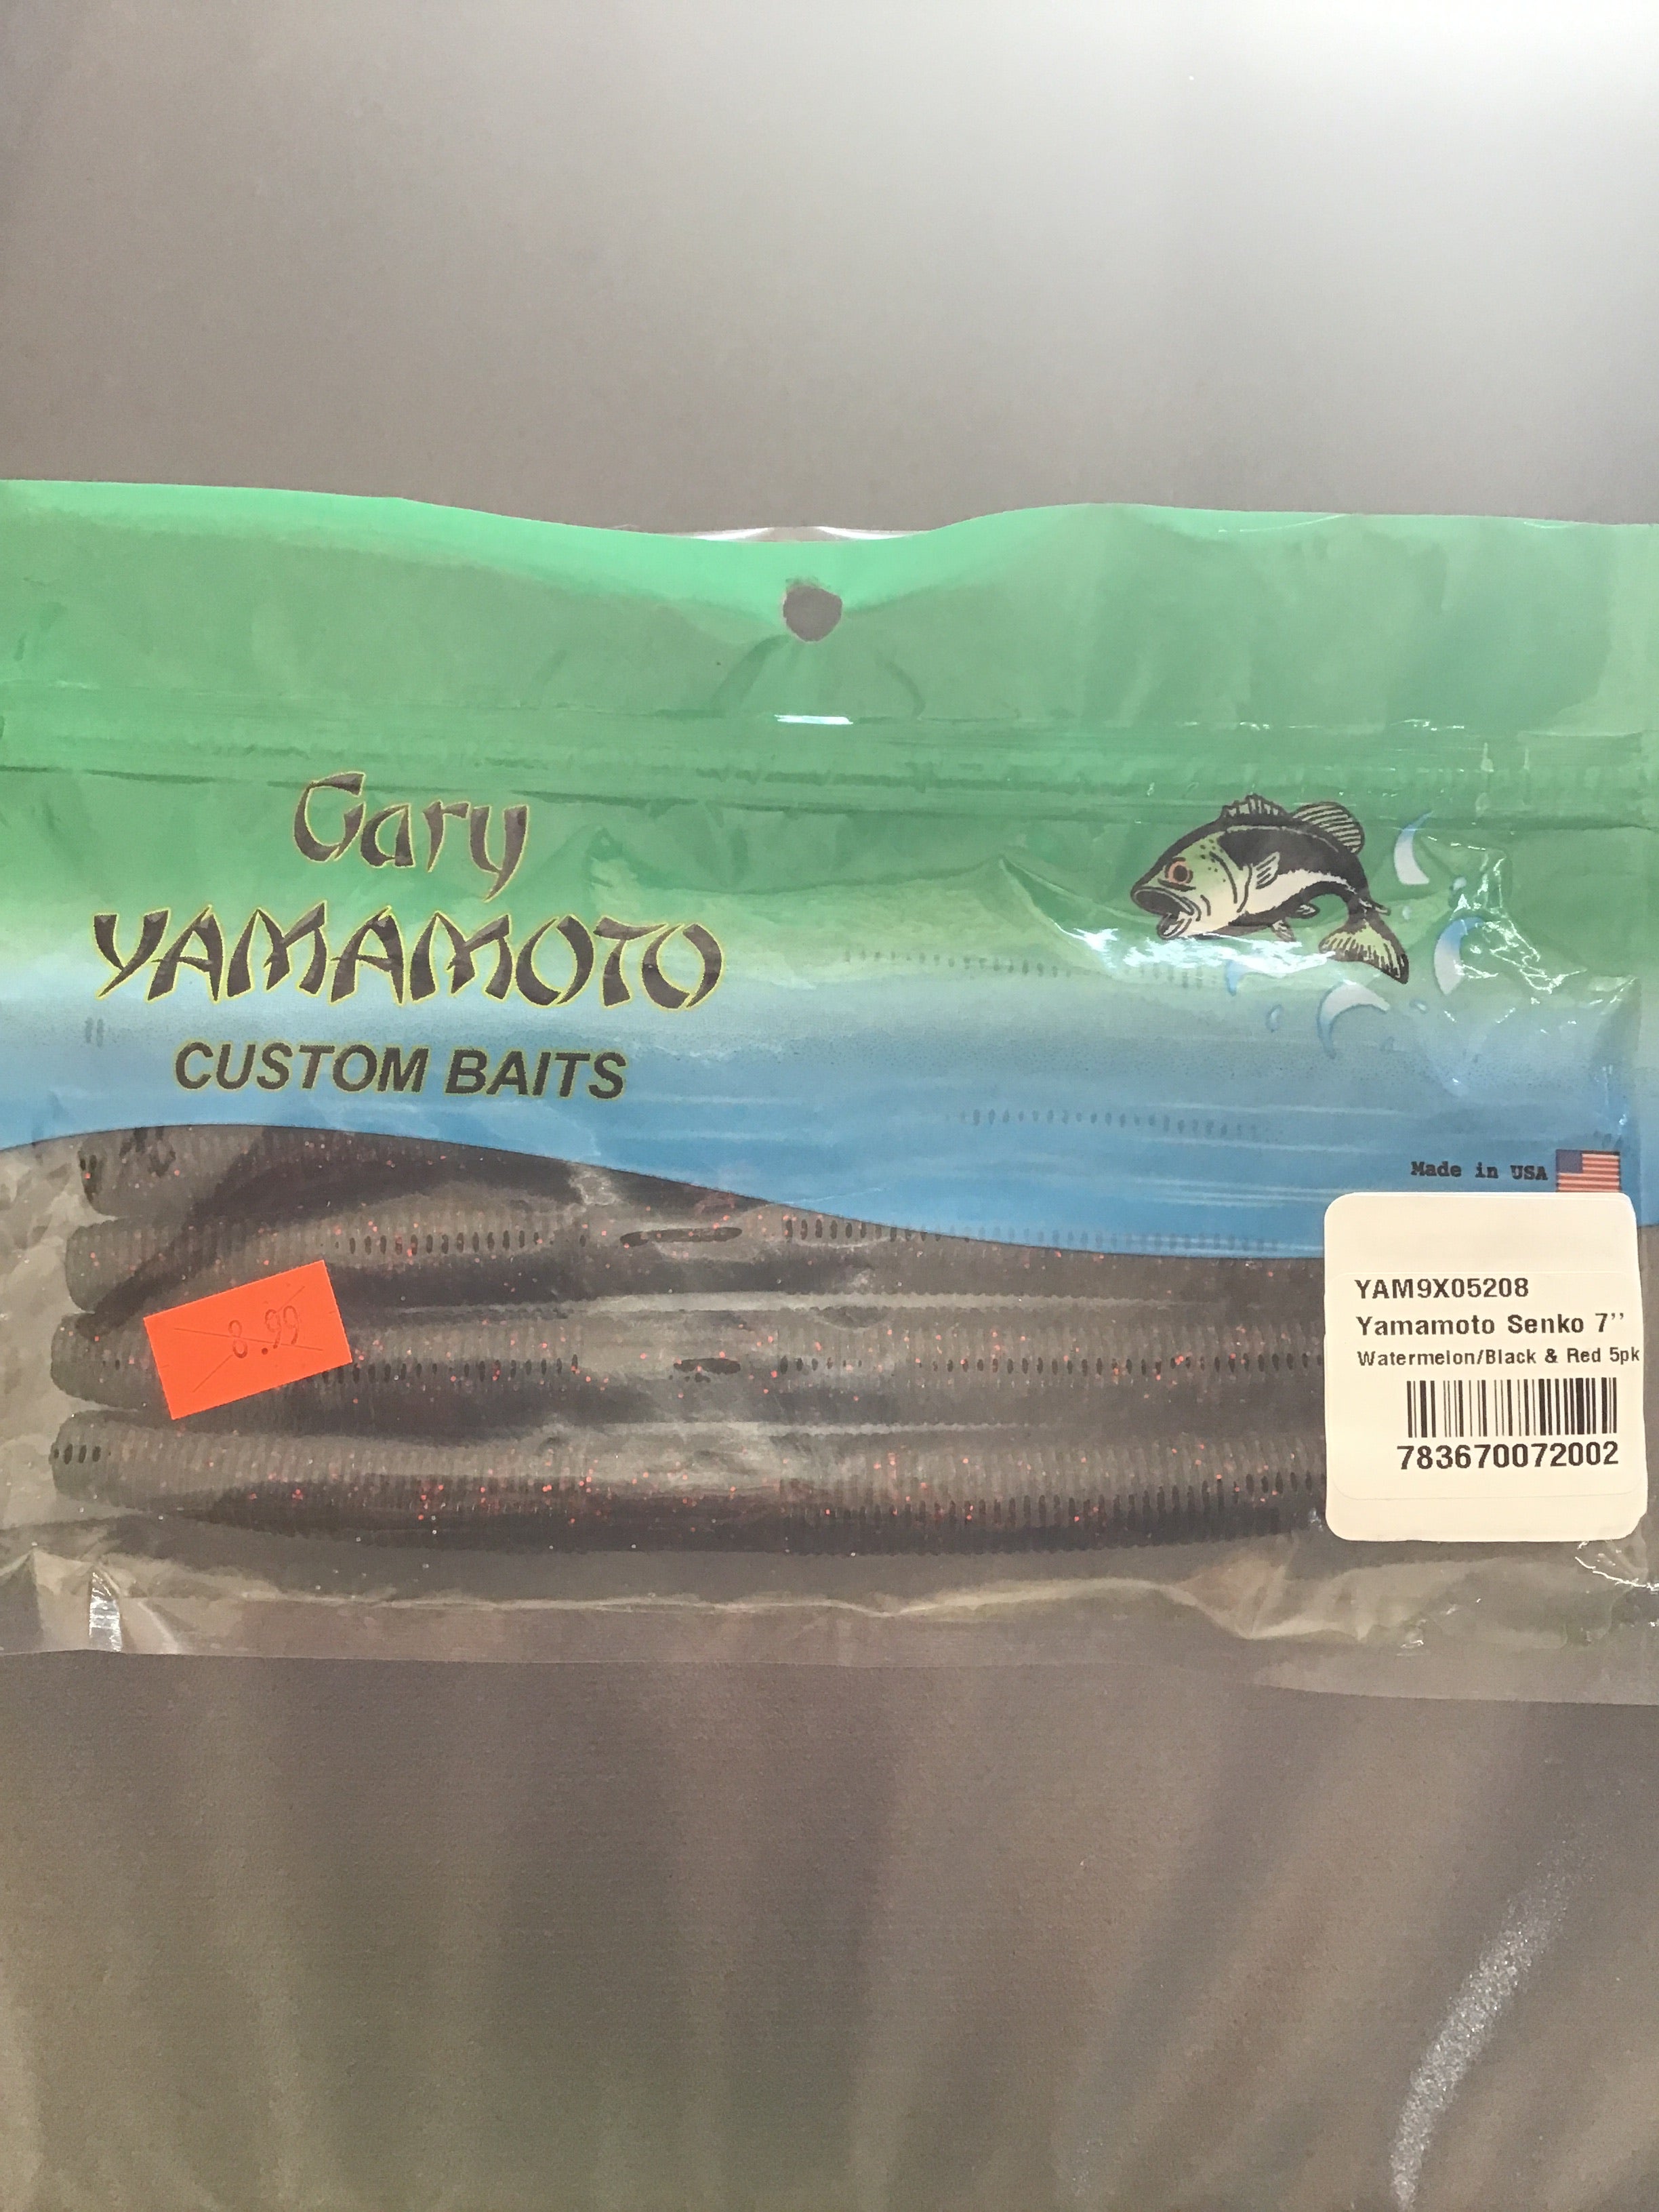 Gary
YAMAMOTO
CUSTOM BAITS
Made in USA
8.99
YAM9X05208
Yamamoto Senko 7''
Watermelon/Black & Red 5pk
783670072002